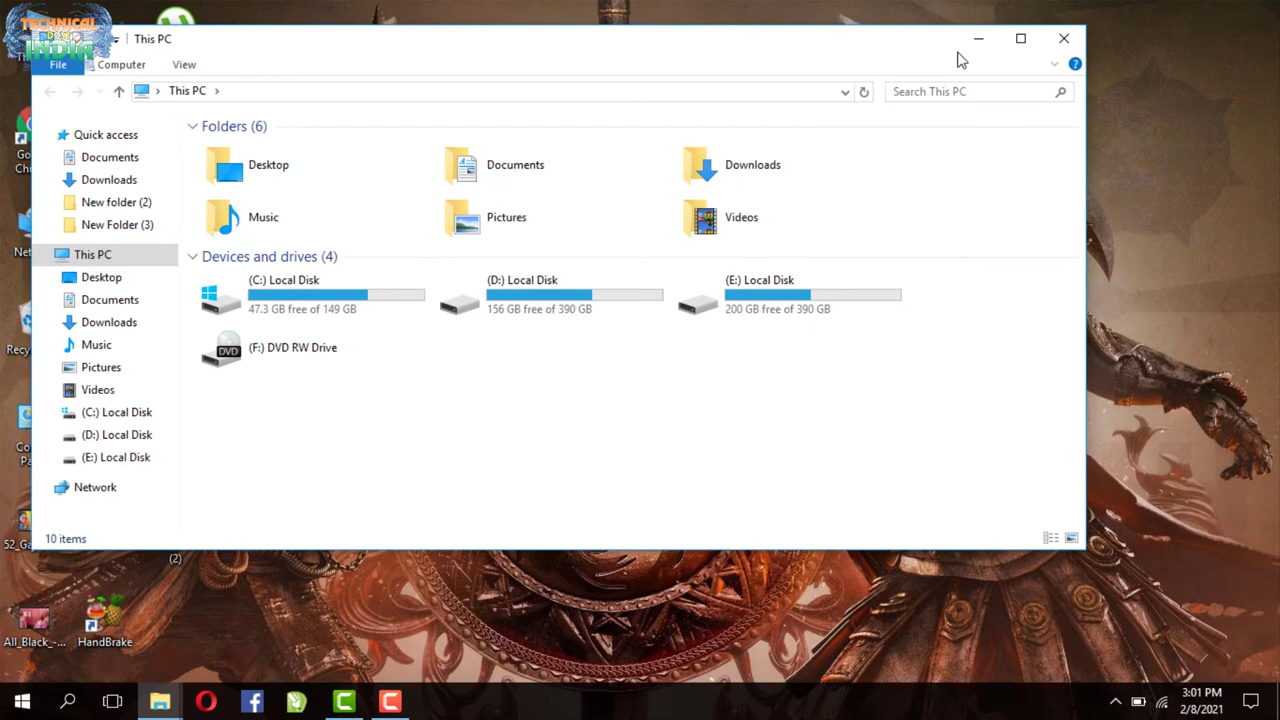 TECHNICAL
POST
INDIA
This PC
File
Computer
View
This PC
Search This PC
Quick access
Documents
Downloads
New folder (2)
New Folder (3)
This PC
Desktop
Documents
Downloads
Music
Pictures
Videos
(C:) Local Disk
(D:) Local Disk
(E:) Local Disk
Network
Folders (6)
Desktop
Documents
Downloads
Music
Pictures
Videos
Devices and drives (4)
(C:) Local Disk
47.3 GB free of 149 GB
(D:) Local Disk
156 GB free of 390 GB
(E:) Local Disk
200 GB free of 390 GB
DVD
(F:) DVD RW Drive
10 items
(2)
All_Black_-...
HandBrake
3:01 PM
2/8/2021